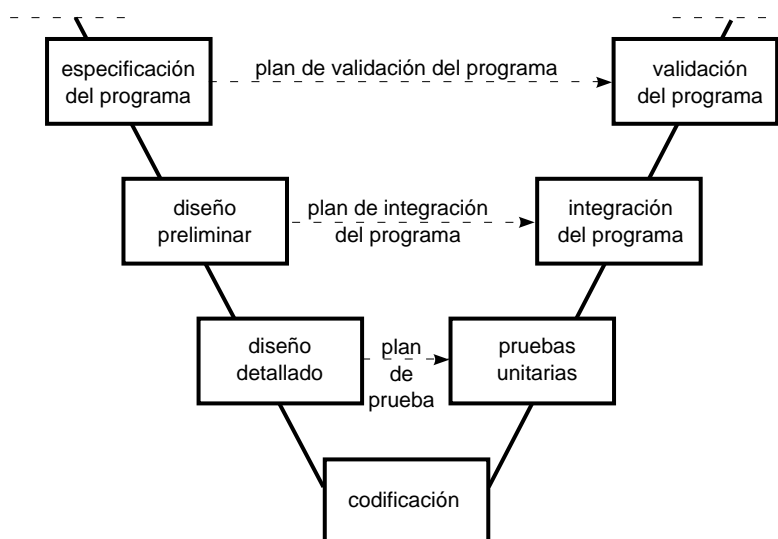 especificación
del programa
plan de validación del programa
validación
del programa
diseño
preliminar
plan de integración
del programa
integración
del programa
diseño
detallado
plan
de
prueba
pruebas
unitarias
codificación